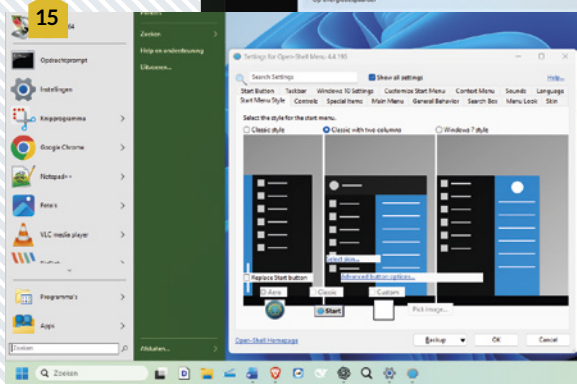 15
Zoeken
Help en ondersteuning
Uitvoeren...
Opdrachtprompt
Instellingen
Knipprogramma
Google Chrome
Notepad++
Foto's
VLC media player
Programma's
Apps
Zoeken
Afsluiten...
Settings for Open-Shell Menu 4.4.195
Search Settings
Show all settings
Help...
Start Button Taskbar Windows 10 Settings Customize Start Menu Context Menu Sounds Language
Start Menu Style Controls Special Items Main Menu General Behavior Search Box Menu Look Skin
Select the style for the start menu.
Classic style Classic with two columns Windows 7 style
Select skin...
Replace Start button
Advanced button options...
Aero Classic Custom
Start
Pick image...
Open-Shell Homepage
Backup OK Cancel
Zoeken